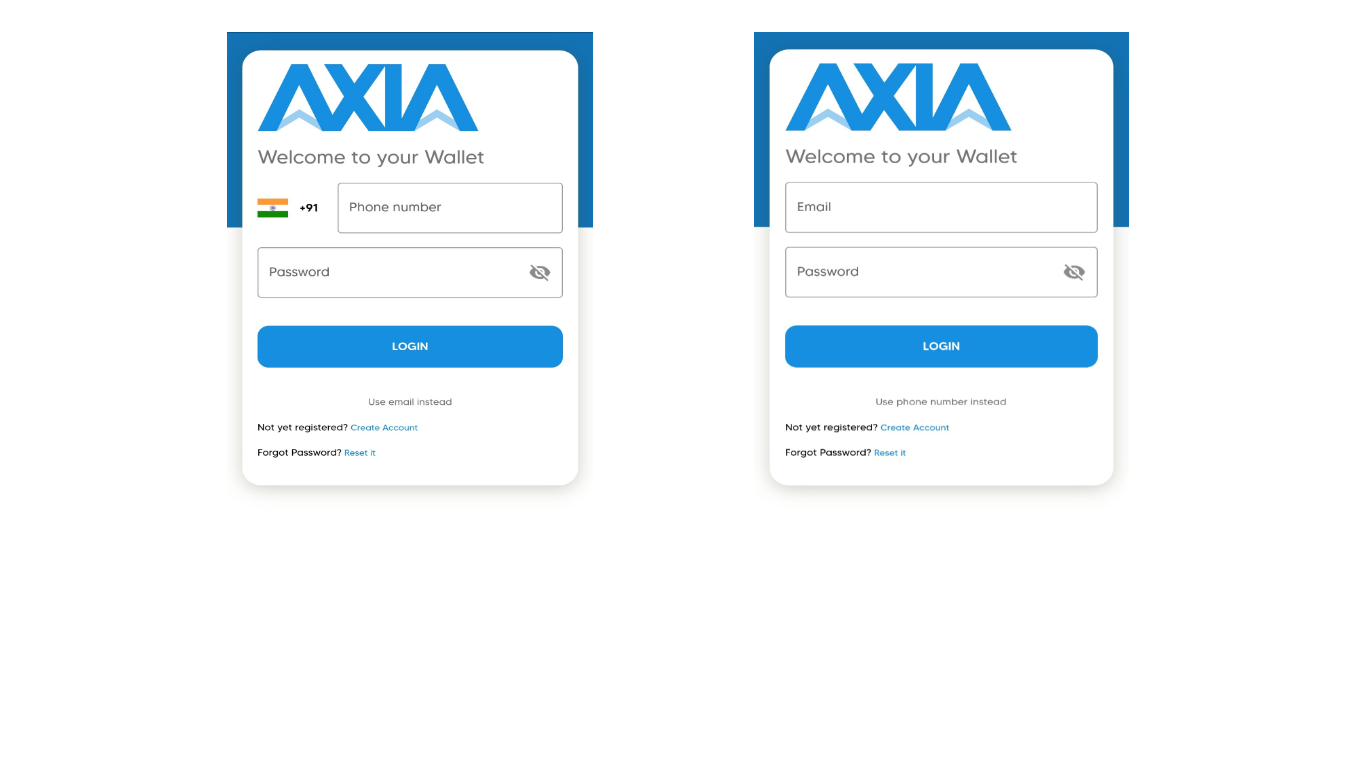 AXIA
Welcome to your Wallet
+91
Phone number
Password
LOGIN
Use email instead
Not yet registered? Create Account
Forgot Password? Reset it
AXIA
Welcome to your Wallet
Email
Password
LOGIN
Use phone number instead
Not yet registered? Create Account
Forgot Password? Reset it